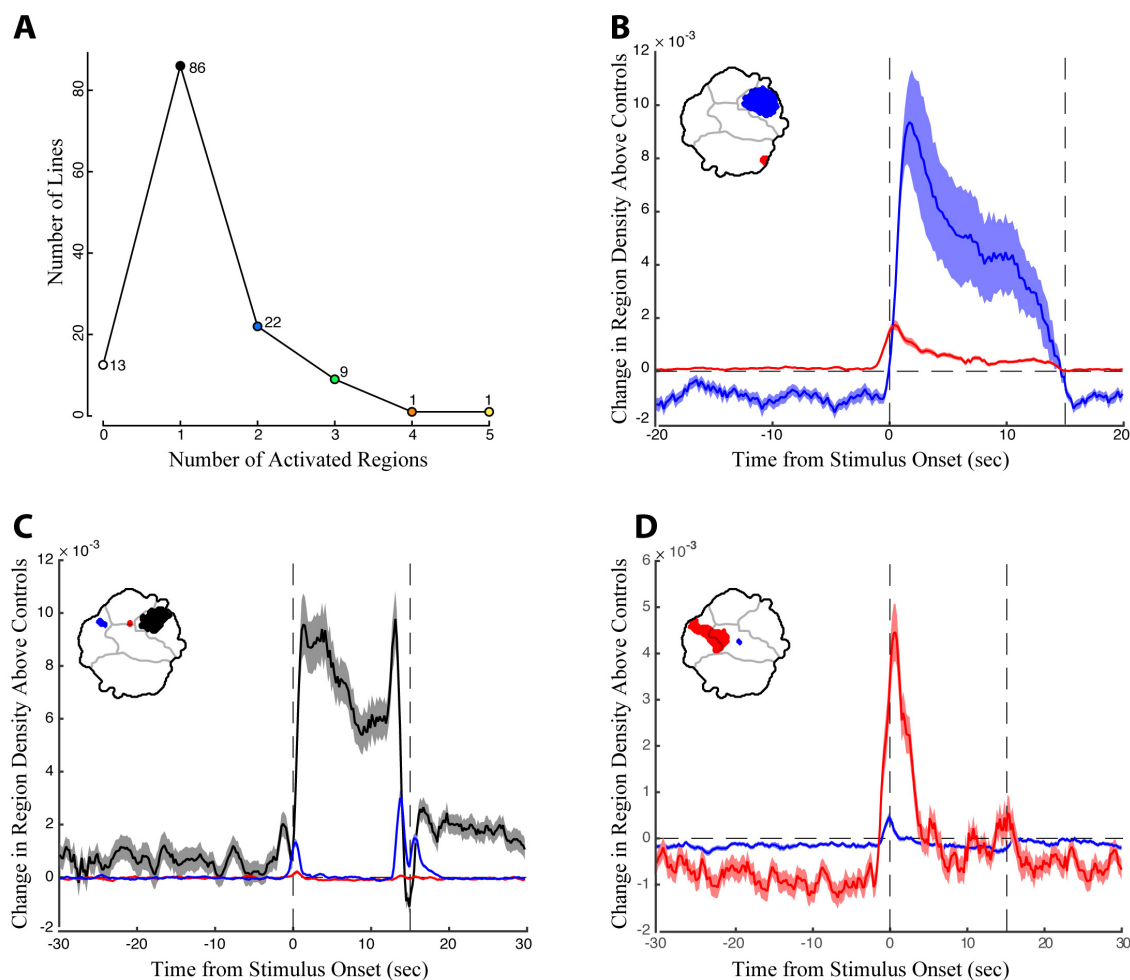 A
Number of Lines
80
60
40
20
0
86
13
22
9
1
1
0 1 2 3 4 5
Number of Activated Regions
B
× 10⁻³
Change in Region Density Above Controls
12
10
8
6
4
2
0
-2
-20 -10 0 10 20
Time from Stimulus Onset (sec)
C
× 10⁻³
Change in Region Density Above Controls
12
10
8
6
4
2
0
-2
-30 -20 -10 0 10 20 30
Time from Stimulus Onset (sec)
D
× 10⁻³
Change in Region Density Above Controls
6
5
4
3
2
1
0
-1
-2
-30 -20 -10 0 10 20 30
Time from Stimulus Onset (sec)